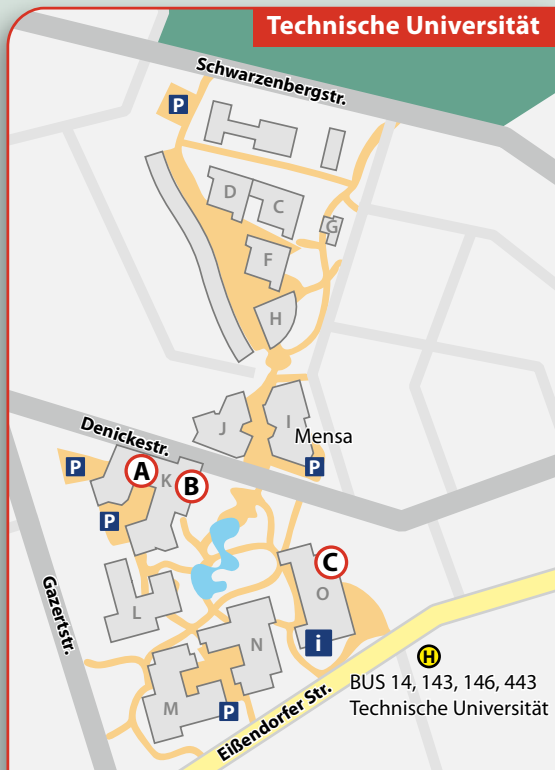 Technische Universität
Schwarzenbergstr.
P
D
C
G
F
H
J
I
Mensa
Denickestr.
P
A
K
B
P
P
C
O
L
Gazertstr.
i
N
H
M
P
BUS 14, 143, 146, 443
Technische Universität
Eißendorfer Str.